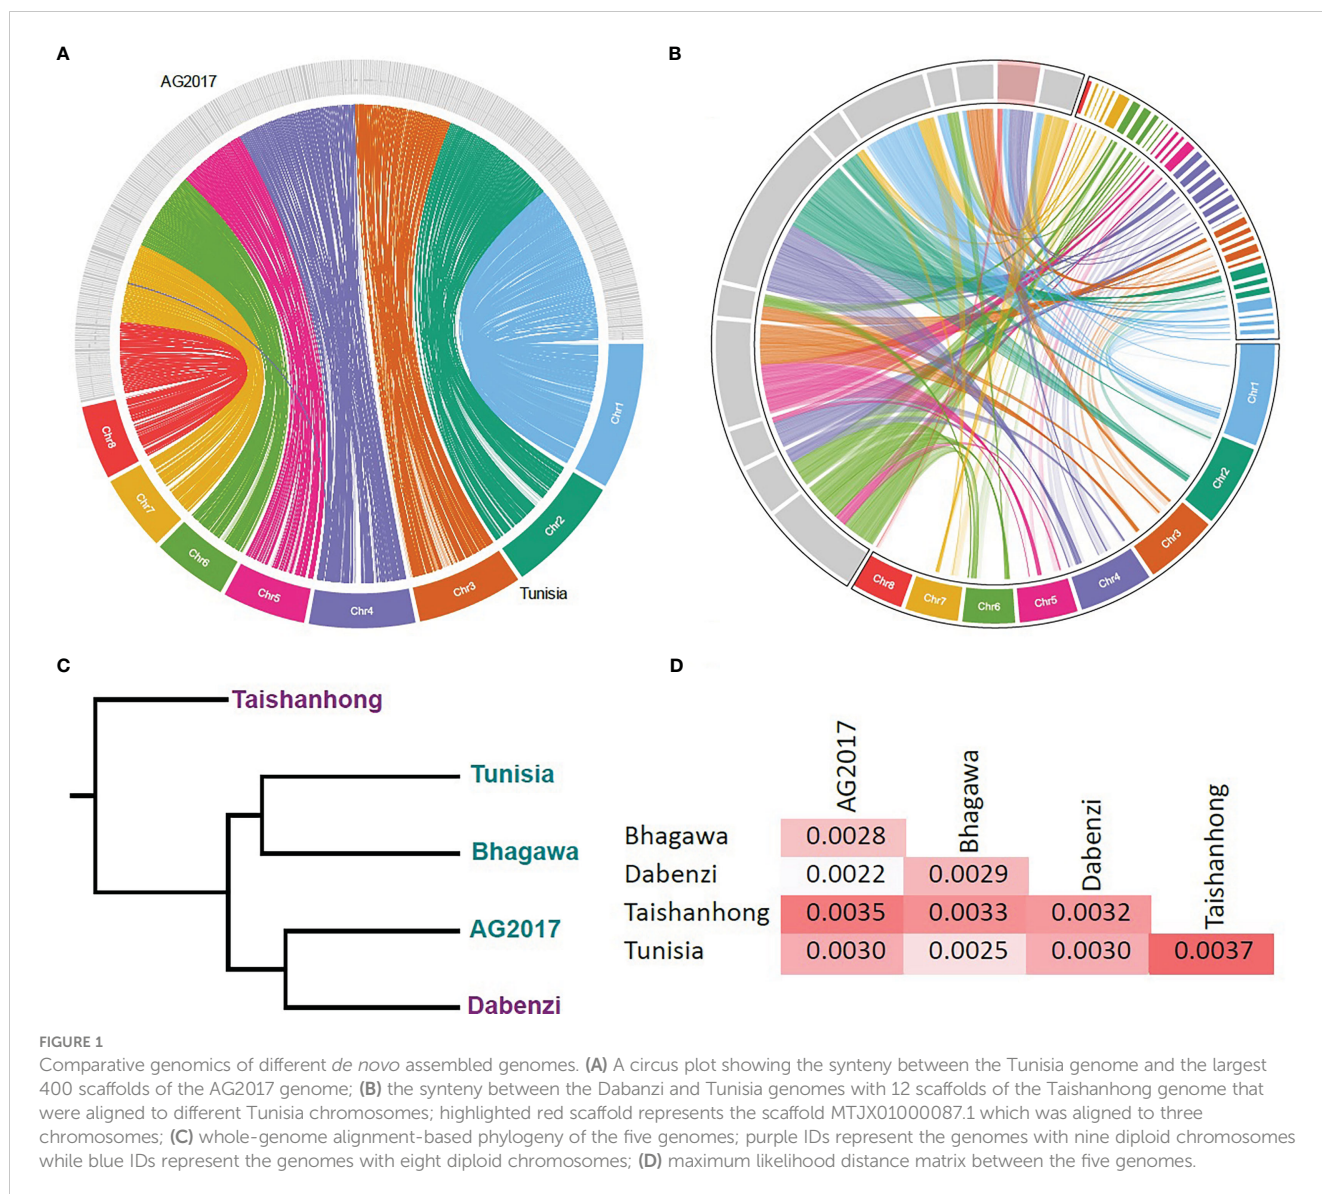 A
AG2017
Chr1
Chr2
Chr3
Chr4
Chr5
Chr6
Chr7
Chr8
Tunisia
B
Chr1
Chr2
Chr3
Chr4
Chr5
Chr6
Chr7
Chr8
C
Taishanhong
Tunisia
Bhagawa
AG2017
Dabenzi
D
AG2017
Bhagawa
Dabenzi
Taishanhong
Bhagawa 0.0028
Dabenzi 0.0022 0.0029
Taishanhong 0.0035 0.0033 0.0032
Tunisia 0.0030 0.0025 0.0030 0.0037
FIGURE 1
Comparative genomics of different de novo assembled genomes. (A) A circus plot showing the synteny between the Tunisia genome and the largest
400 scaffolds of the AG2017 genome; (B) the synteny between the Dabanzi and Tunisia genomes with 12 scaffolds of the Taishanhong genome that
were aligned to different Tunisia chromosomes; highlighted red scaffold represents the scaffold MTJX01000087.1 which was aligned to three
chromosomes; (C) whole-genome alignment-based phylogeny of the five genomes; purple IDs represent the genomes with nine diploid chromosomes
while blue IDs represent the genomes with eight diploid chromosomes; (D) maximum likelihood distance matrix between the five genomes.